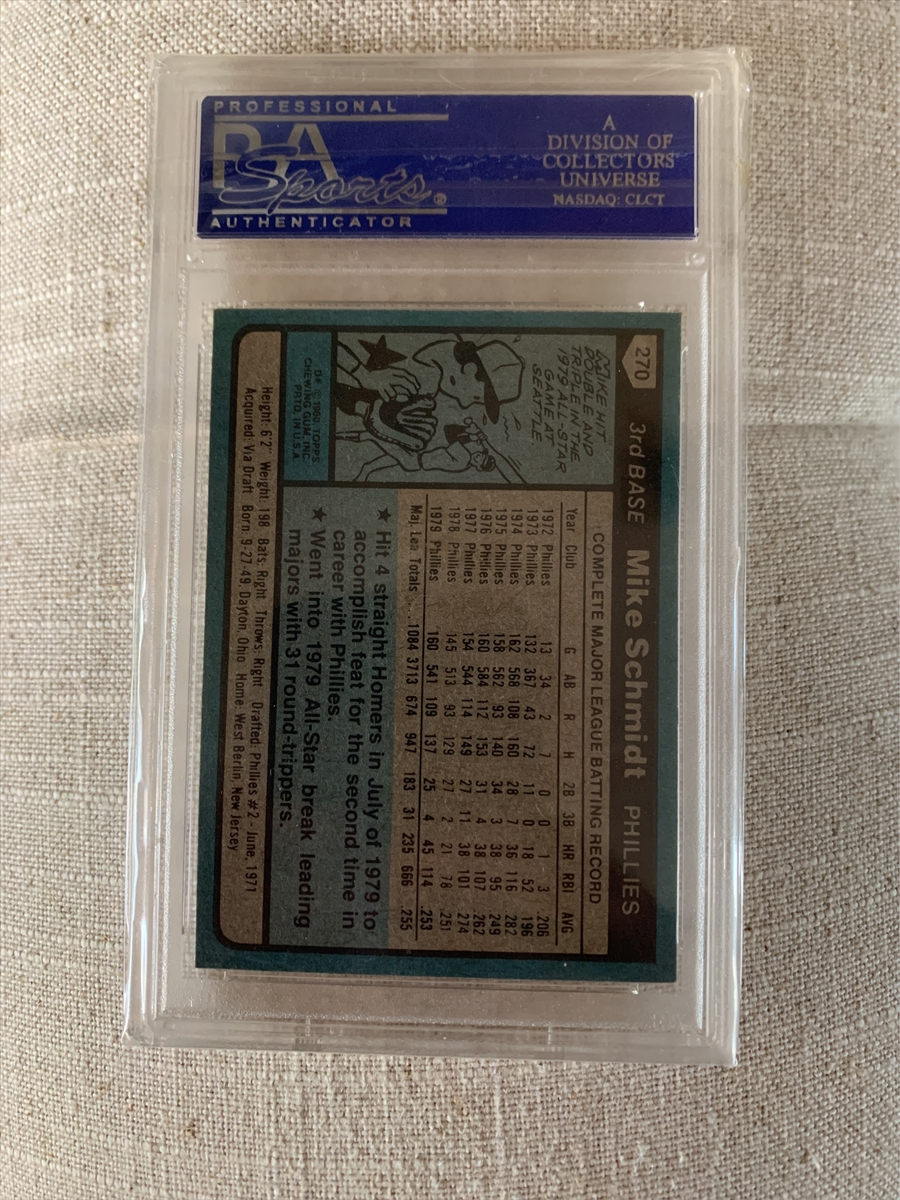 PROFESSIONAL
PSA
Sports®
AUTHENTICATOR
A
DIVISION OF
COLLECTORS
UNIVERSE
NASDAQ: CLCT
270 3rd BASE Mike Schmidt PHILLIES
MIKE HIT
DOUBLE AND
TRIPLE IN THE
1979 ALL-STAR
GAME AT
SEATTLE
D* © 1980 TOPPS
CHEWING GUM, INC.
PRTD. IN U.S.A.
COMPLETE MAJOR LEAGUE BATTING RECORD
Year Club G AB R H 2B 3B HR RBI AVG
1972 Phillies 13 34 2 7 0 0 1 3 .206
1973 Phillies 132 367 43 72 11 0 18 52 .196
1974 Phillies 162 568 108 160 28 7 36 116 .282
1975 Phillies 158 562 93 140 34 3 38 95 .249
1976 Phillies 160 584 112 153 31 4 38 107 .262
1977 Phillies 154 544 114 149 27 11 38 101 .274
1978 Phillies 145 513 93 129 27 2 21 78 .251
1979 Phillies 160 541 109 137 25 4 45 114 .253
Maj. Lea. Totals ... 1084 3713 674 947 183 31 235 666 .255
★ Hit 4 straight Homers in July of 1979 to
accomplish feat for the second time in
career with Phillies.
★ Went into 1979 All-Star break leading
majors with 31 round-trippers.
Height: 6'2" Weight: 198 Bats: Right Throws: Right Drafted: Phillies #2 - June, 1971
Acquired: Via Draft Born: 9-27-49, Dayton, Ohio Home: West Berlin, New Jersey